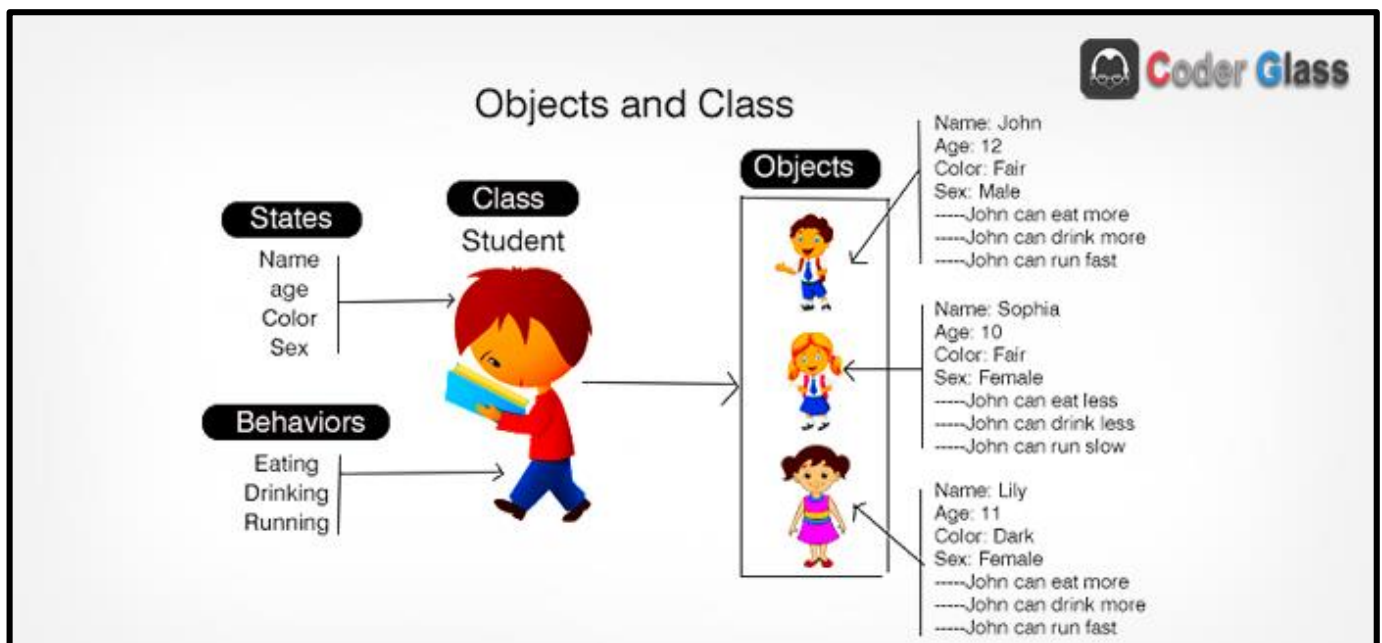 Coder Glass
Objects and Class
States
Name
age
Color
Sex
Behaviors
Eating
Drinking
Running
Class
Student
Objects
Name: John
Age: 12
Color: Fair
Sex: Male
-----John can eat more
-----John can drink more
-----John can run fast
Name: Sophia
Age: 10
Color: Fair
Sex: Female
-----John can eat less
-----John can drink less
-----John can run slow
Name: Lily
Age: 11
Color: Dark
Sex: Female
-----John can eat more
-----John can drink more
-----John can run fast